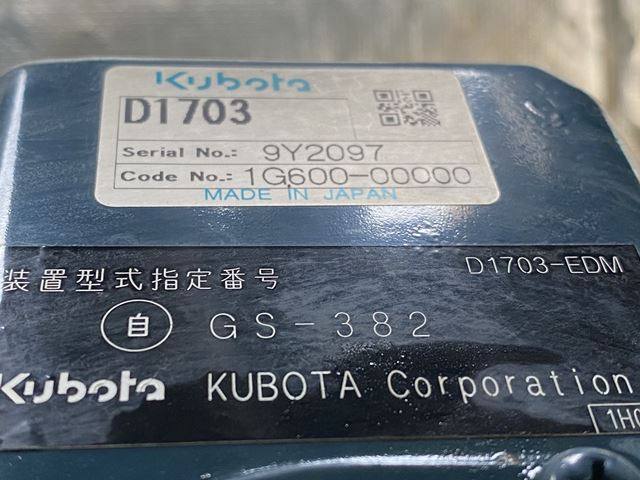 Kubota
D1703
Serial No.: 9Y2097
Code No.: 1G600-00000
MADE IN JAPAN
装置型式指定番号 D1703-EDM
自 GS-382
Kubota KUBOTA Corporation